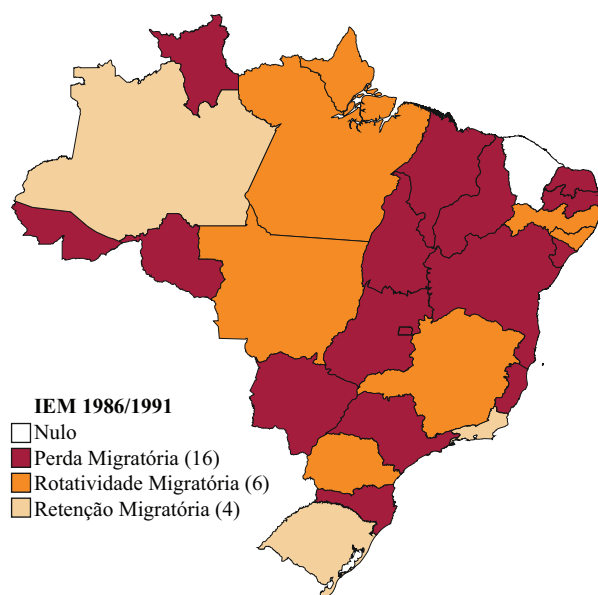 IEM 1986/1991
Nulo
Perda Migratória (16)
Rotatividade Migratória (6)
Retenção Migratória (4)